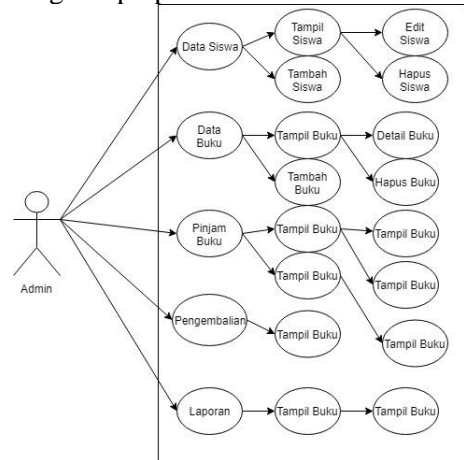 Data Siswa
Tampil
Siswa
Edit
Siswa
Tambah
Siswa
Hapus
Siswa
Data
Buku
Tampil Buku
Detail Buku
Tambah
Buku
Hapus Buku
Admin
Pinjam
Buku
Tampil Buku
Tampil Buku
Tampil Buku
Tampil Buku
Tampil Buku
Pengembalian
Tampil Buku
Laporan
Tampil Buku
Tampil Buku